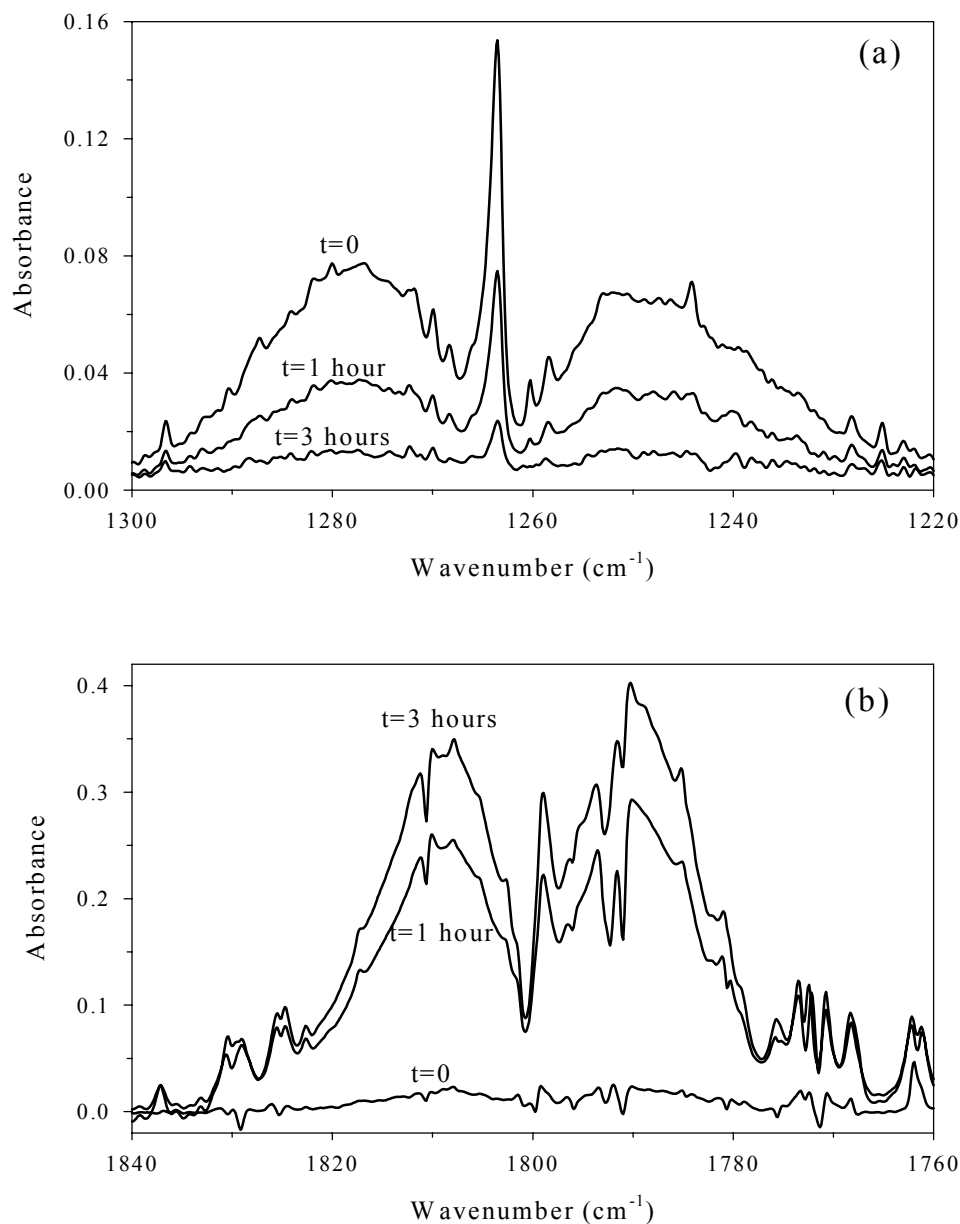 0.16
(a)
0.12
Absorbance
t=0
0.08
t=1 hour
0.04
t=3 hours
0.00
1300 1280 1260 1240 1220
Wavenumber (cm-1)
0.4
(b)
t=3 hours
0.3
Absorbance
0.2
t=1 hour
0.1
t=0
0.0
1840 1820 1800 1780 1760
Wavenumber (cm-1)